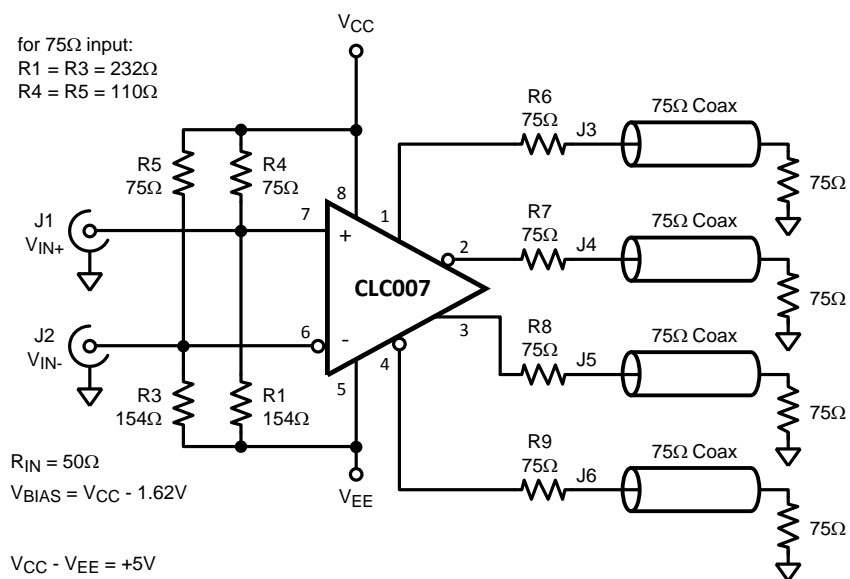 for 75Ω input:
R1 = R3 = 232Ω
R4 = R5 = 110Ω
VCC
R5
75Ω
R4
75Ω
8
7
1
J1
VIN+
+
2
CLC007
J2
VIN-
6
-
3
4
5
R3
154Ω
R1
154Ω
VEE
RIN = 50Ω
VBIAS = VCC - 1.62V
VCC - VEE = +5V
R6
75Ω
J3
75Ω Coax
75Ω
R7
75Ω
J4
75Ω Coax
75Ω
R8
75Ω
J5
75Ω Coax
75Ω
R9
75Ω
J6
75Ω Coax
75Ω